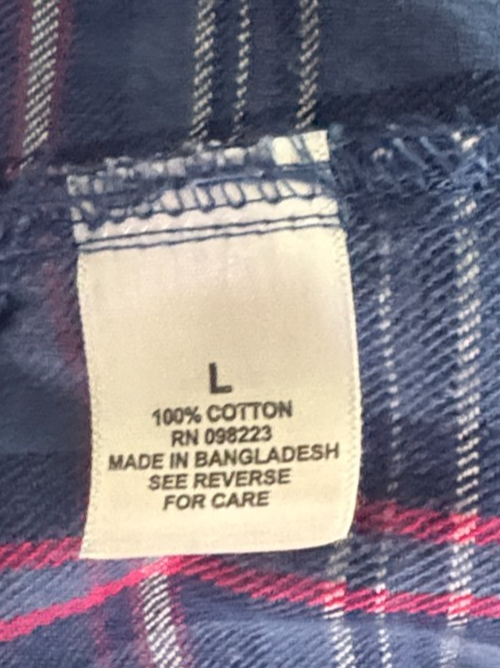 L
100% COTTON
RN 098223
MADE IN BANGLADESH
SEE REVERSE
FOR CARE